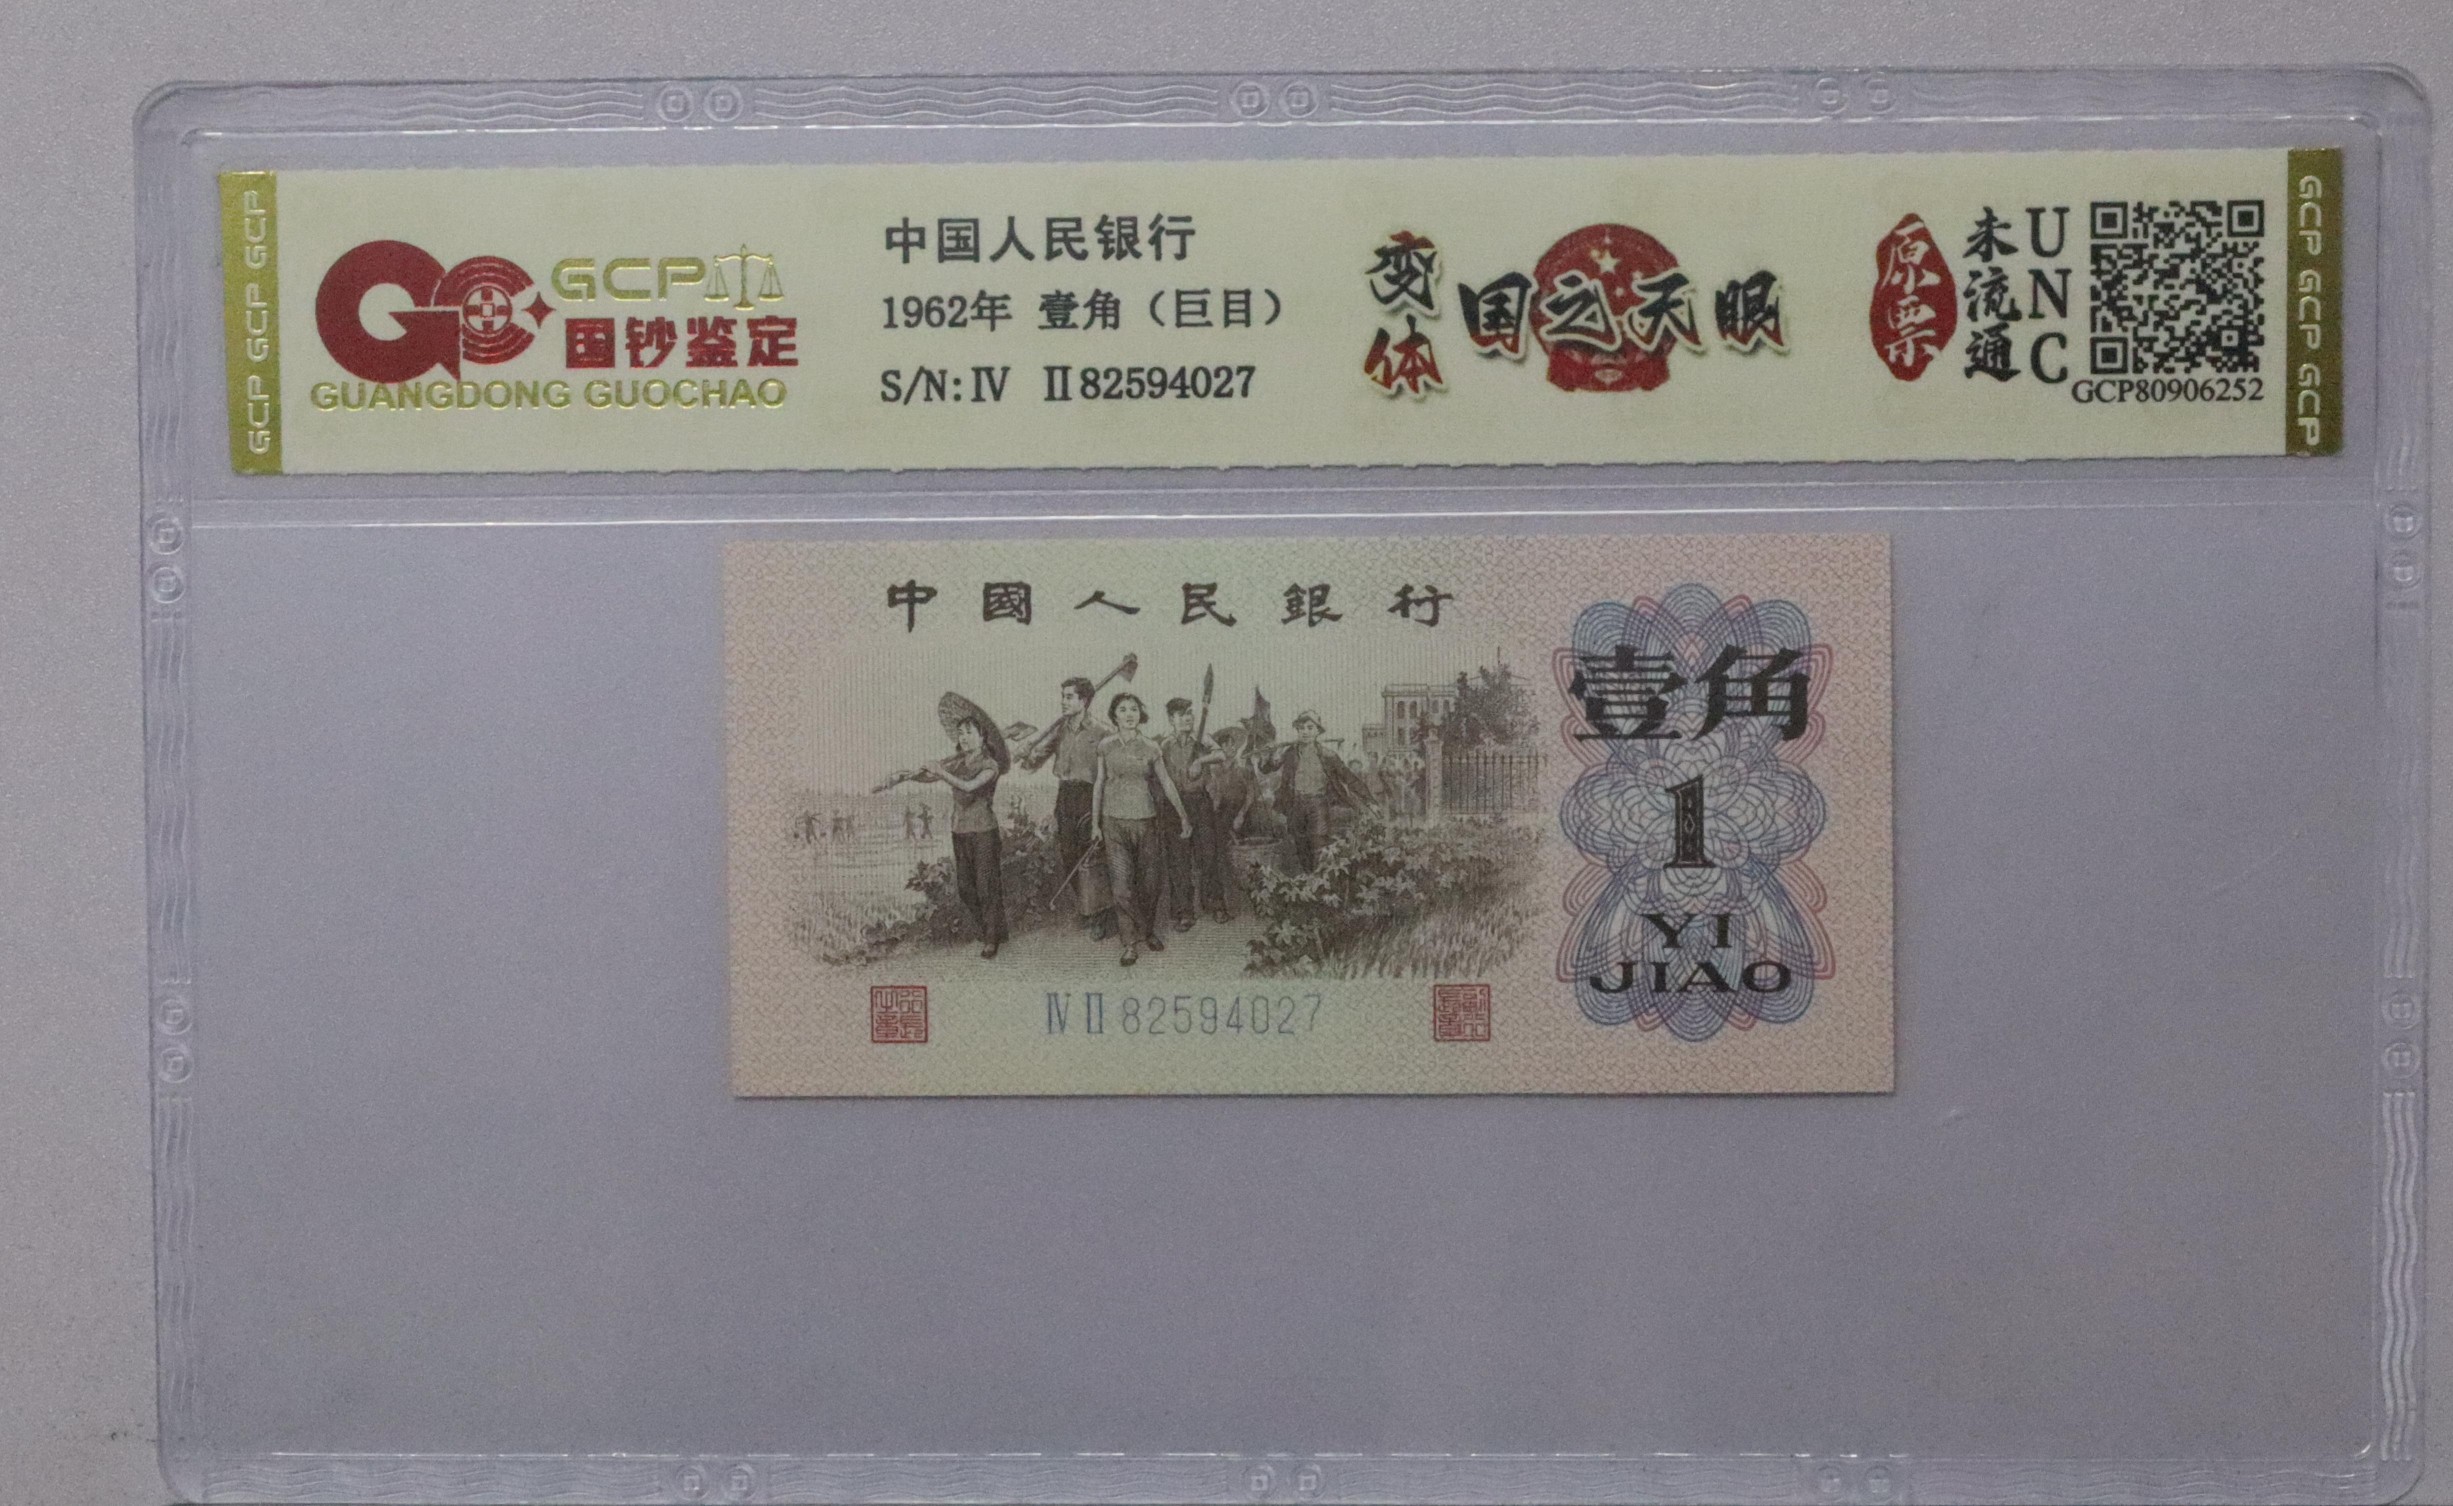 GCP GCP GCP
GCP
国钞鉴定
GUANGDONG GUOCHAO
中国人民银行
1962年 壹角（巨目）
S/N: IV II 82594027
变体
国之天眼
原票
未流通
UNC
GCP80906252
GCP GCP GCP
中國人民銀行
壹角
1
YI
JIAO
IV II 82594027